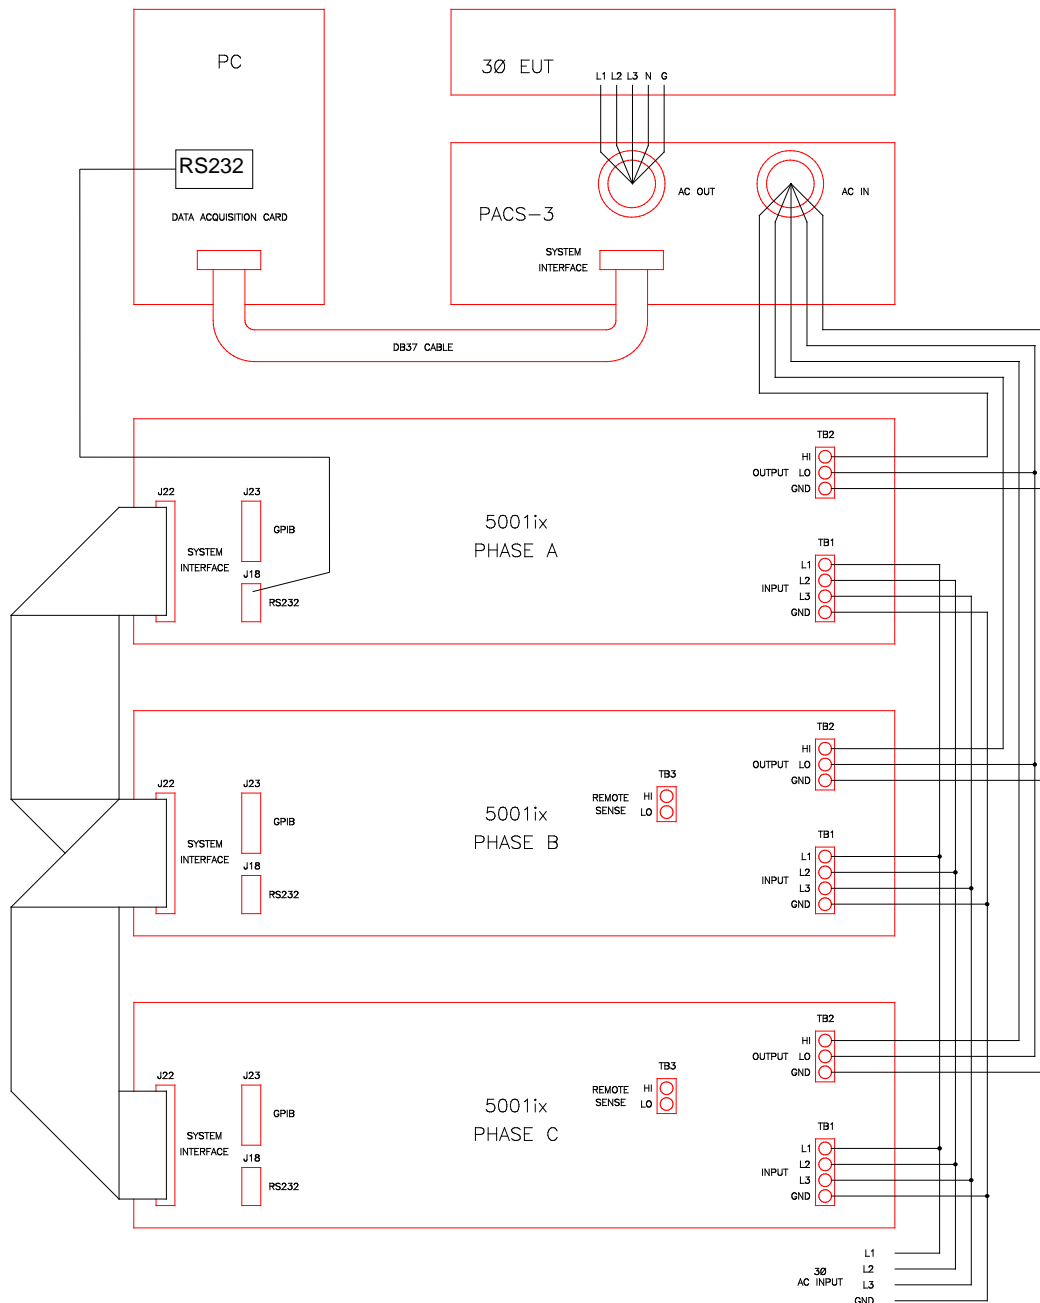 PC
RS232
DATA ACQUISITION CARD
3Ø EUT
L1 L2 L3 N G
PACS-3
AC OUT
AC IN
SYSTEM
INTERFACE
DB37 CABLE
TB2
HI
OUTPUT LO
GND
J22
J23
GPIB
SYSTEM
INTERFACE
J18
RS232
5001ix
PHASE A
TB1
L1
L2
INPUT
L3
GND
TB2
HI
OUTPUT LO
GND
J22
J23
GPIB
SYSTEM
INTERFACE
J18
RS232
5001ix
PHASE B
TB3
REMOTE HI
SENSE LO
TB1
L1
INPUT L2
L3
GND
TB2
HI
OUTPUT LO
GND
J22
J23
GPIB
SYSTEM
INTERFACE
J18
RS232
5001ix
PHASE C
TB3
REMOTE HI
SENSE LO
TB1
L1
INPUT L2
L3
GND
3Ø
AC INPUT
L1
L2
L3
GND